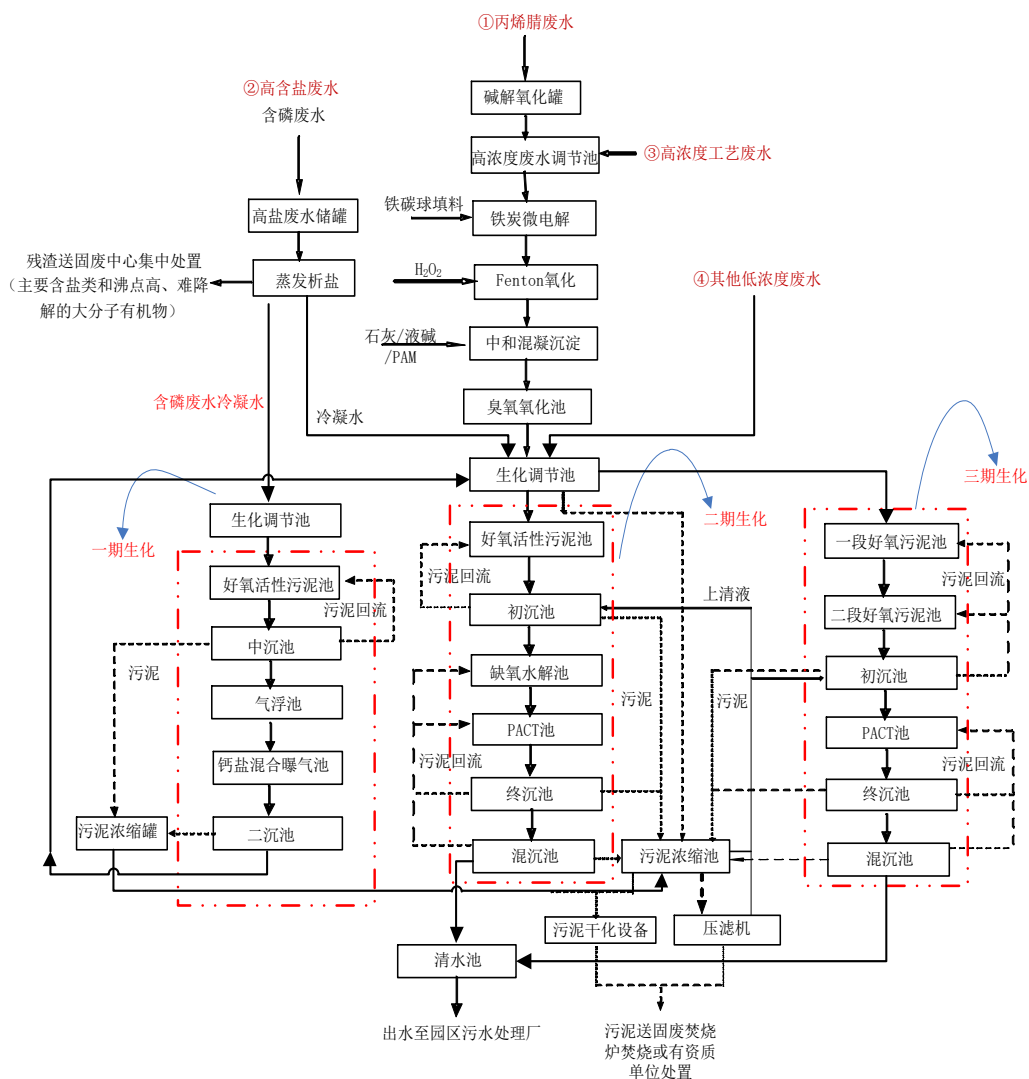 ①丙烯腈废水
②高含盐废水
含磷废水
碱解氧化罐
高浓度废水调节池
③高浓度工艺废水
铁碳球填料
高盐废水储罐
铁炭微电解
残渣送固废中心集中处置
（主要含盐类和沸点高、难降
解的大分子有机物）
蒸发析盐
H₂O₂
Fenton氧化
④其他低浓度废水
石灰/液碱
/PAM
中和混凝沉淀
含磷废水冷凝水
冷凝水
臭氧氧化池
生化调节池
三期生化
一期生化
生化调节池
二期生化
好氧活性污泥池
一段好氧污泥池
污泥回流
污泥回流
好氧活性污泥池
污泥回流
初沉池
上清液
二段好氧污泥池
中沉池
污泥
缺氧水解池
污泥
污泥
初沉池
气浮池
PACT池
PACT池
钙盐混合曝气池
污泥回流
污泥回流
终沉池
终沉池
污泥浓缩罐
二沉池
混沉池
污泥浓缩池
混沉池
污泥干化设备
压滤机
清水池
出水至园区污水处理厂
污泥送固废焚烧
炉焚烧或有资质
单位处置